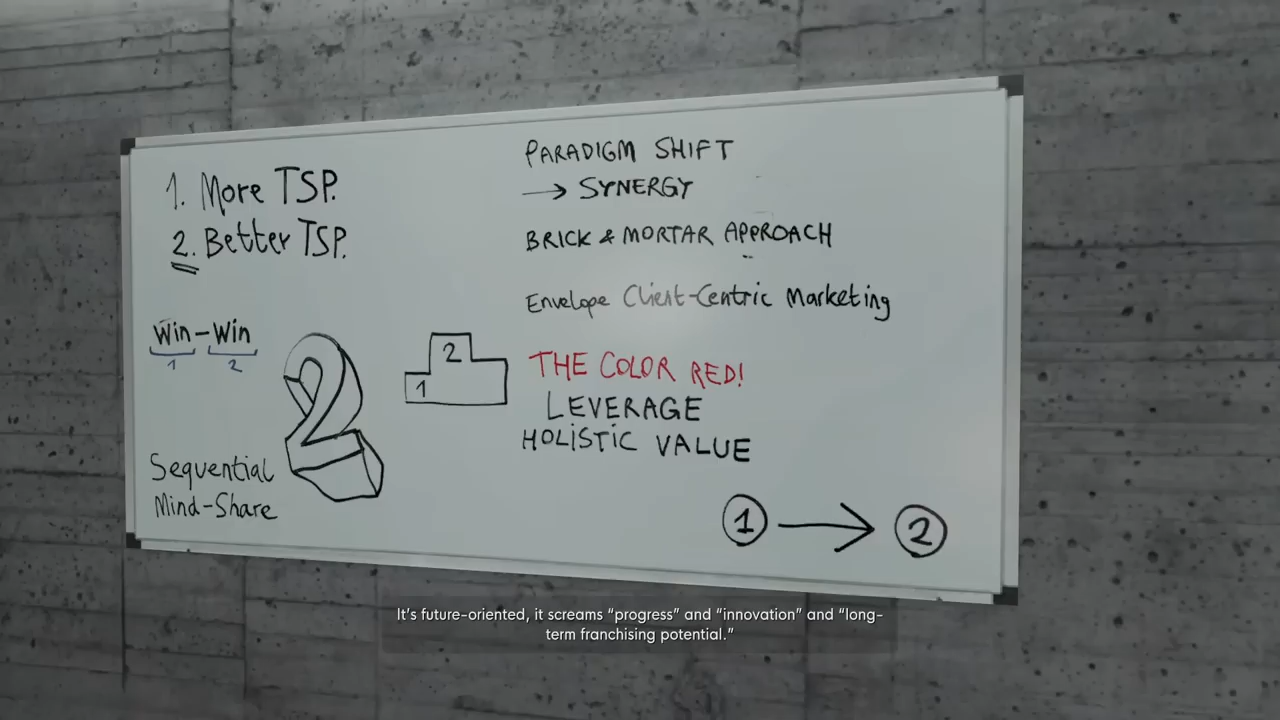 1. More TSP.
2. Better TSP.
Win-Win
1 2
2
Sequential
Mind-Share
2
1
PARADIGM SHIFT
→ SYNERGY
BRICK & MORTAR APPROACH
Envelope Client-Centric Marketing
THE COLOR RED!
LEVERAGE
HOLISTIC VALUE
1 → 2
It's future-oriented, it screams “progress” and “innovation” and “long-
term franchising potential.”